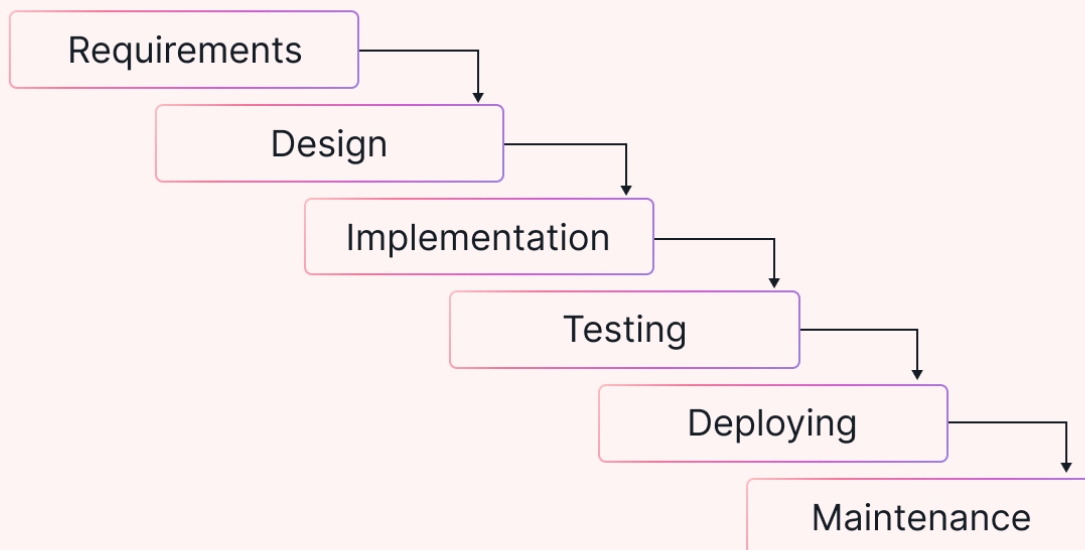 Requirements
Design
Implementation
Testing
Deploying
Maintenance